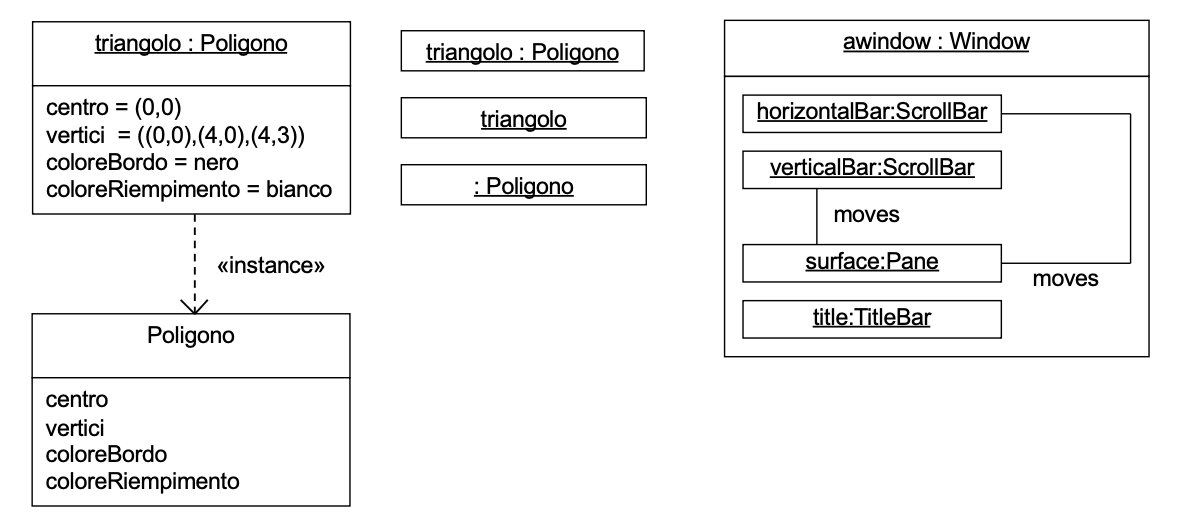 triangolo : Poligono
centro = (0,0)
vertici = ((0,0),(4,0),(4,3))
coloreBordo = nero
coloreRiempimento = bianco
«instance»
Poligono
centro
vertici
coloreBordo
coloreRiempimento
triangolo : Poligono
triangolo
: Poligono
awindow : Window
horizontalBar:ScrollBar
verticalBar:ScrollBar
moves
surface:Pane
moves
title:TitleBar